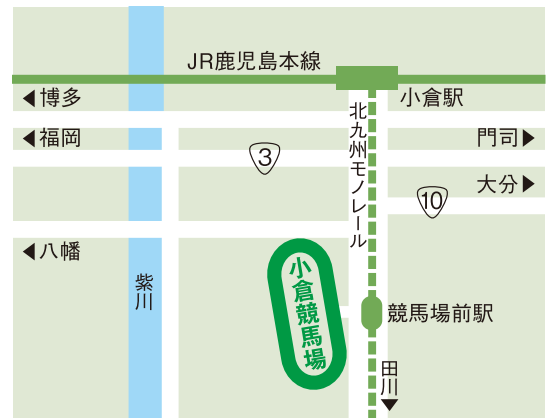 JR鹿児島本線
◀博多
小倉駅
◀福岡
門司▶
3
大分▶
10
北九州モノレール
◀八幡
紫川
小倉競馬場
競馬場前駅
田川▼